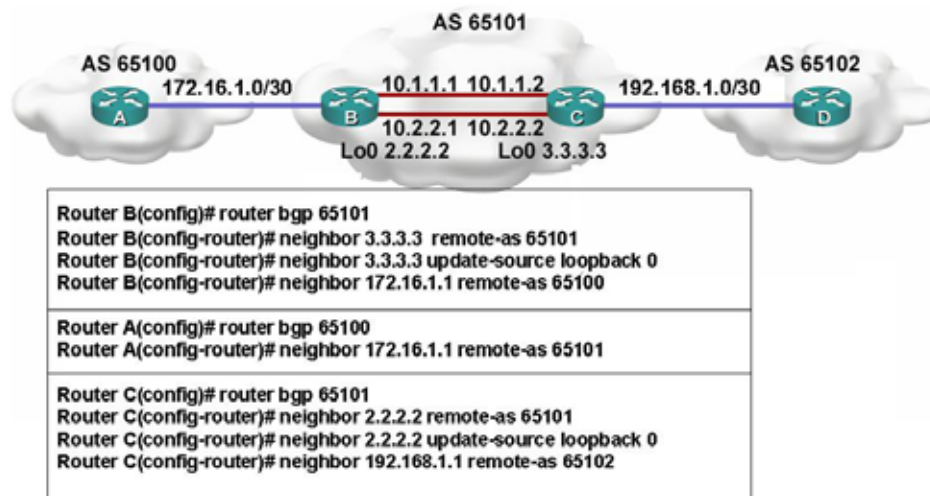 AS 65101
AS 65100
AS 65102
172.16.1.0/30
10.1.1.1 10.1.1.2
192.168.1.0/30
A
B
C
D
10.2.2.1 10.2.2.2
Lo0 2.2.2.2 Lo0 3.3.3.3
Router B(config)# router bgp 65101
Router B(config-router)# neighbor 3.3.3.3 remote-as 65101
Router B(config-router)# neighbor 3.3.3.3 update-source loopback 0
Router B(config-router)# neighbor 172.16.1.1 remote-as 65100
Router A(config)# router bgp 65100
Router A(config-router)# neighbor 172.16.1.1 remote-as 65101
Router C(config)# router bgp 65101
Router C(config-router)# neighbor 2.2.2.2 remote-as 65101
Router C(config-router)# neighbor 2.2.2.2 update-source loopback 0
Router C(config-router)# neighbor 192.168.1.1 remote-as 65102